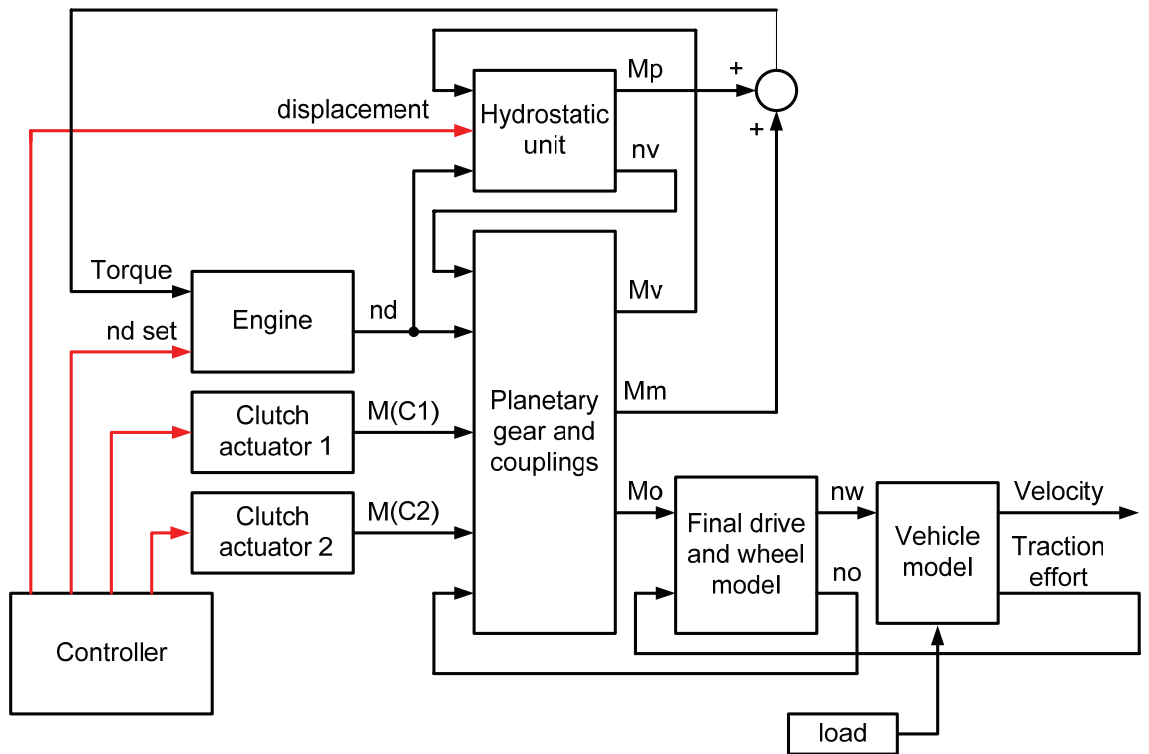 Mp
+
displacement
Hydrostatic
unit
+
nv
Torque
nd set
Engine
nd
Mv
Clutch
actuator 1
M(C1)
Planetary
gear and
couplings
Mm
Clutch
actuator 2
M(C2)
Mo
Final drive
and wheel
model
nw
no
Vehicle
model
Velocity
Traction
effort
Controller
load